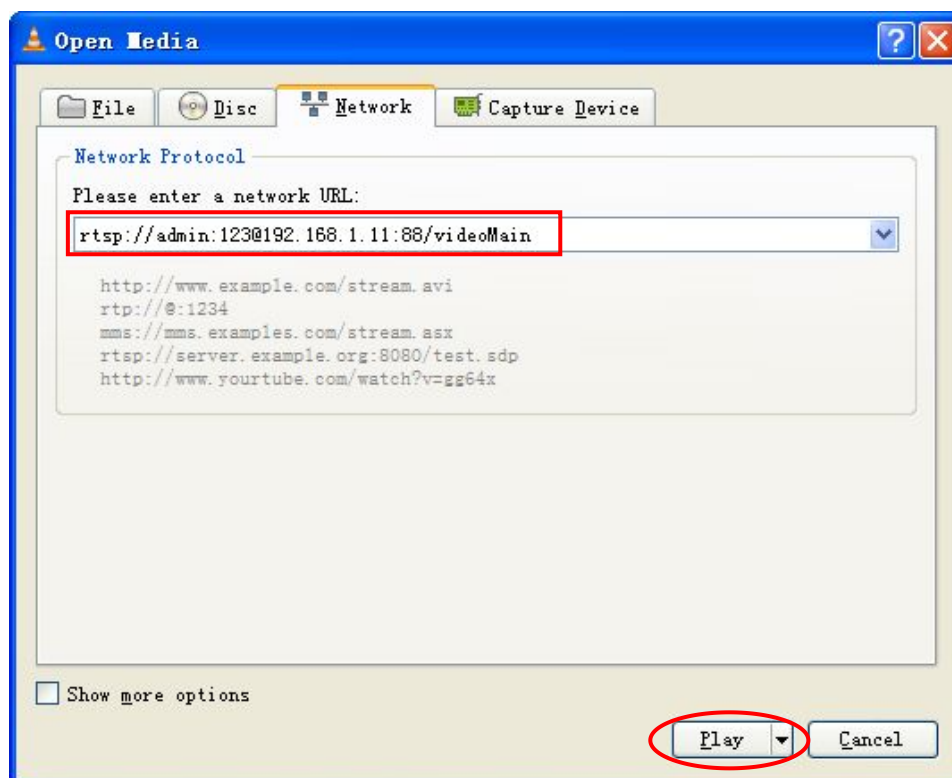 Open Media
File Disc Network Capture Device
Network Protocol
Please enter a network URL:
rtsp://admin:123@192.168.1.11:88/videoMain
http://www.example.com/stream.avi
rtp://@:1234
mms://mms.examples.com/stream.asx
rtsp://server.example.org:8080/test.sdp
http://www.yourtube.com/watch?v=gg64x
Show more options
Play Cancel